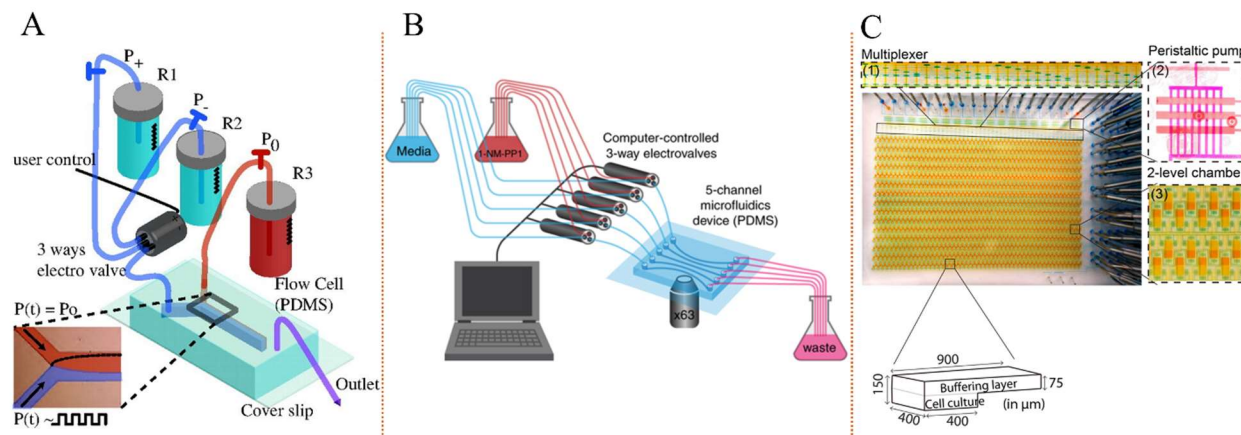 A
P+
R1
P-
R2
P0
R3
user control
3 ways
electro valve
Flow Cell
(PDMS)
P(t) = Po
P(t) ~
Outlet
Cover slip
B
Media
1-NM-PP1
Computer-controlled
3-way electrovalves
5-channel
microfluidics
device (PDMS)
x63
waste
C
Multiplexer
(1)
Peristaltic pump
(2)
2-level chamber
(3)
900
150
Buffering layer
75
Cell culture
(in μm)
400
400